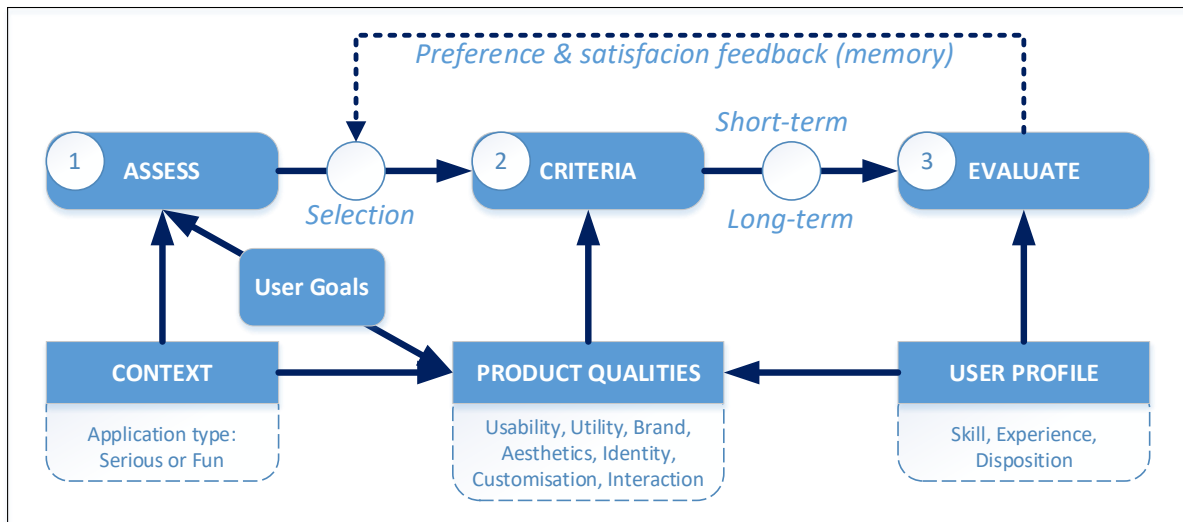 Preference & satisfacion feedback (memory)
1
ASSESS
Selection
2
CRITERIA
Short-term
Long-term
3
EVALUATE
User Goals
CONTEXT
Application type:
Serious or Fun
PRODUCT QUALITIES
Usability, Utility, Brand,
Aesthetics, Identity,
Customisation, Interaction
USER PROFILE
Skill, Experience,
Disposition